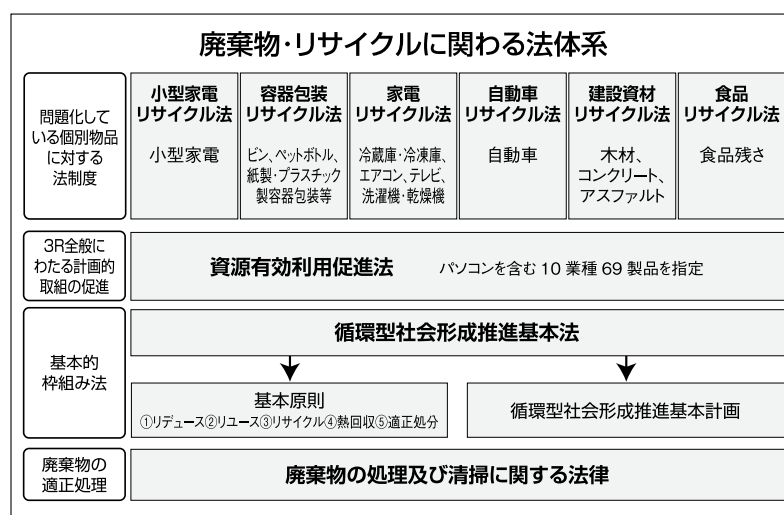 廃棄物・リサイクルに関わる法体系
問題化して
いる個別物品
に対する
法制度
小型家電
リサイクル法
小型家電
容器包装
リサイクル法
ビン、ペットボトル、
紙製・プラスチック
製容器包装等
家電
リサイクル法
冷蔵庫・冷凍庫、
エアコン、テレビ、
洗濯機・乾燥機
自動車
リサイクル法
自動車
建設資材
リサイクル法
木材、
コンクリート、
アスファルト
食品
リサイクル法
食品残さ
3R全般に
わたる計画的
取組の促進
資源有効利用促進法 パソコンを含む10業種69製品を指定
基本的
枠組み法
循環型社会形成推進基本法
基本原則
①リデュース②リユース③リサイクル④熱回収⑤適正処分
循環型社会形成推進基本計画
廃棄物の
適正処理
廃棄物の処理及び清掃に関する法律